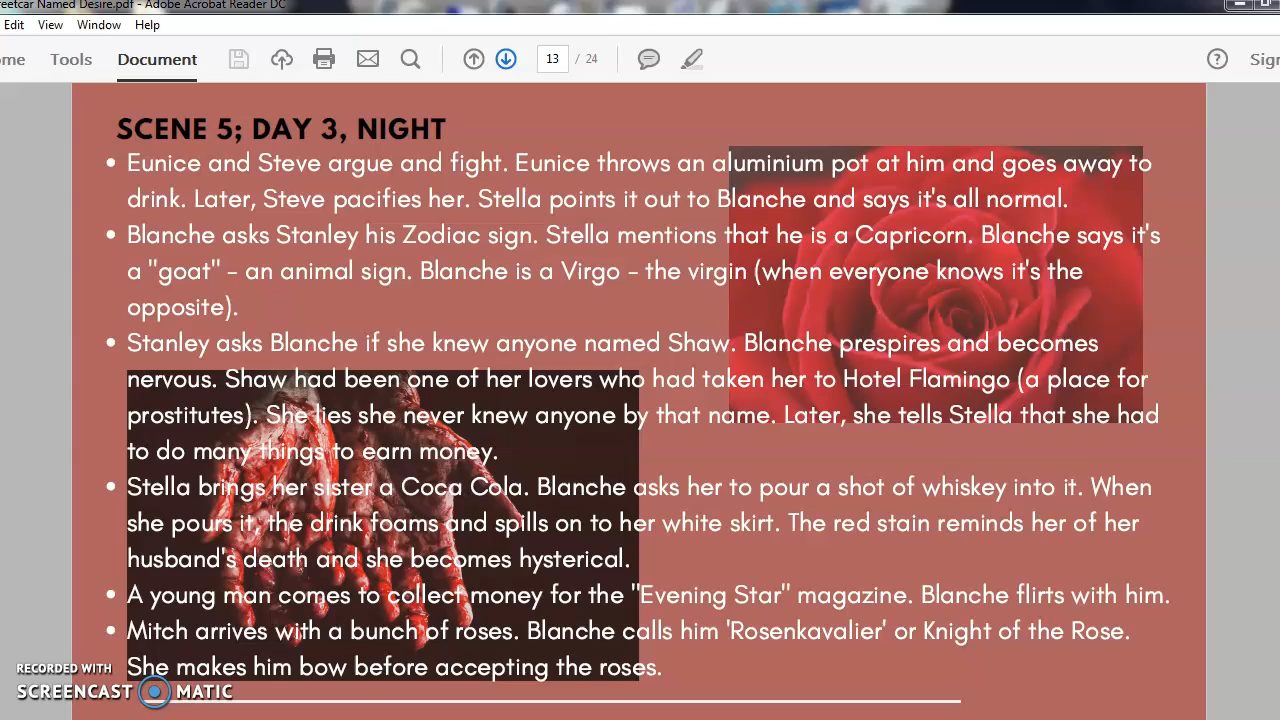 reetcar Named Desire.pdf - Adobe Acrobat Reader DC
Edit View Window Help
me Tools Document 13 / 24 Sign
SCENE 5; DAY 3, NIGHT
• Eunice and Steve argue and fight. Eunice throws an aluminium pot at him and goes away to
drink. Later, Steve pacifies her. Stella points it out to Blanche and says it's all normal.
• Blanche asks Stanley his Zodiac sign. Stella mentions that he is a Capricorn. Blanche says it's
a "goat" - an animal sign. Blanche is a Virgo - the virgin (when everyone knows it's the
opposite).
• Stanley asks Blanche if she knew anyone named Shaw. Blanche prespires and becomes
nervous. Shaw had been one of her lovers who had taken her to Hotel Flamingo (a place for
prostitutes). She lies she never knew anyone by that name. Later, she tells Stella that she had
to do many things to earn money.
• Stella brings her sister a Coca Cola. Blanche asks her to pour a shot of whiskey into it. When
she pours it, the drink foams and spills on to her white skirt. The red stain reminds her of her
husband's death and she becomes hysterical.
• A young man comes to collect money for the "Evening Star" magazine. Blanche flirts with him.
• Mitch arrives with a bunch of roses. Blanche calls him 'Rosenkavalier' or Knight of the Rose.
She makes him bow before accepting the roses.
RECORDED WITH
SCREENCAST MATIC